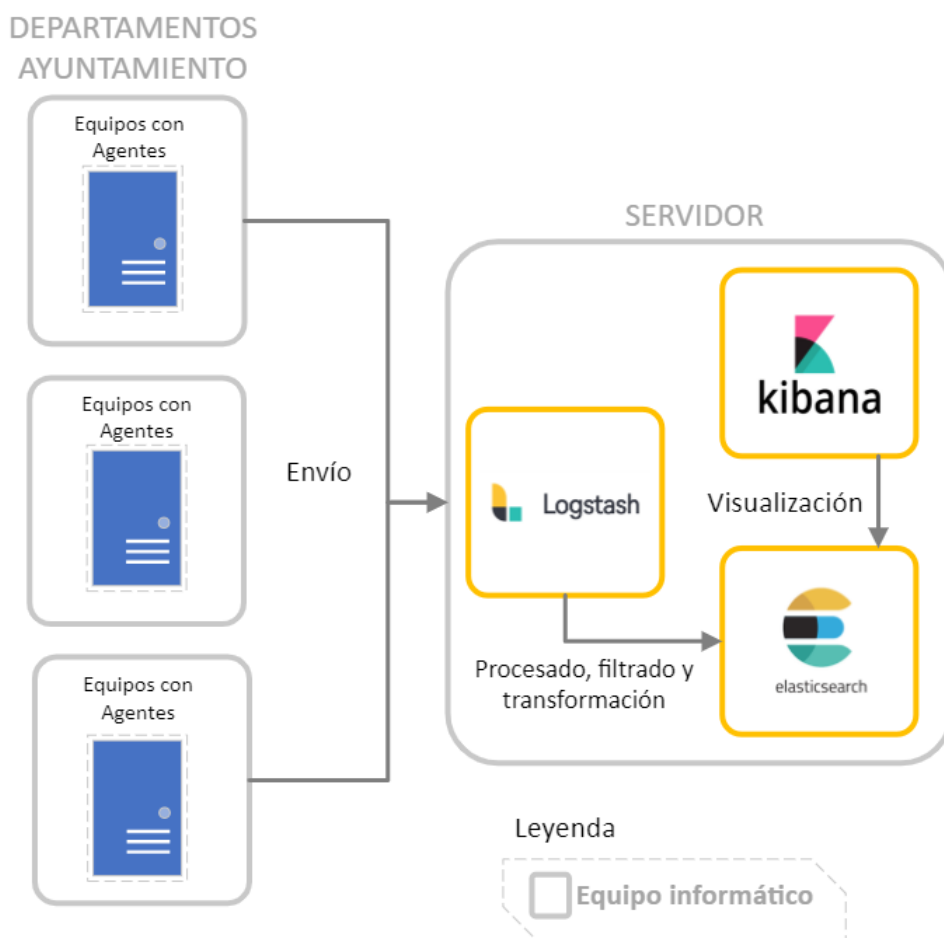 DEPARTAMENTOS
AYUNTAMIENTO
Equipos con
Agentes
Equipos con
Agentes
Equipos con
Agentes
Envío
SERVIDOR
kibana
Logstash
Visualización
elasticsearch
Procesado, filtrado y
transformación
Leyenda
Equipo informático